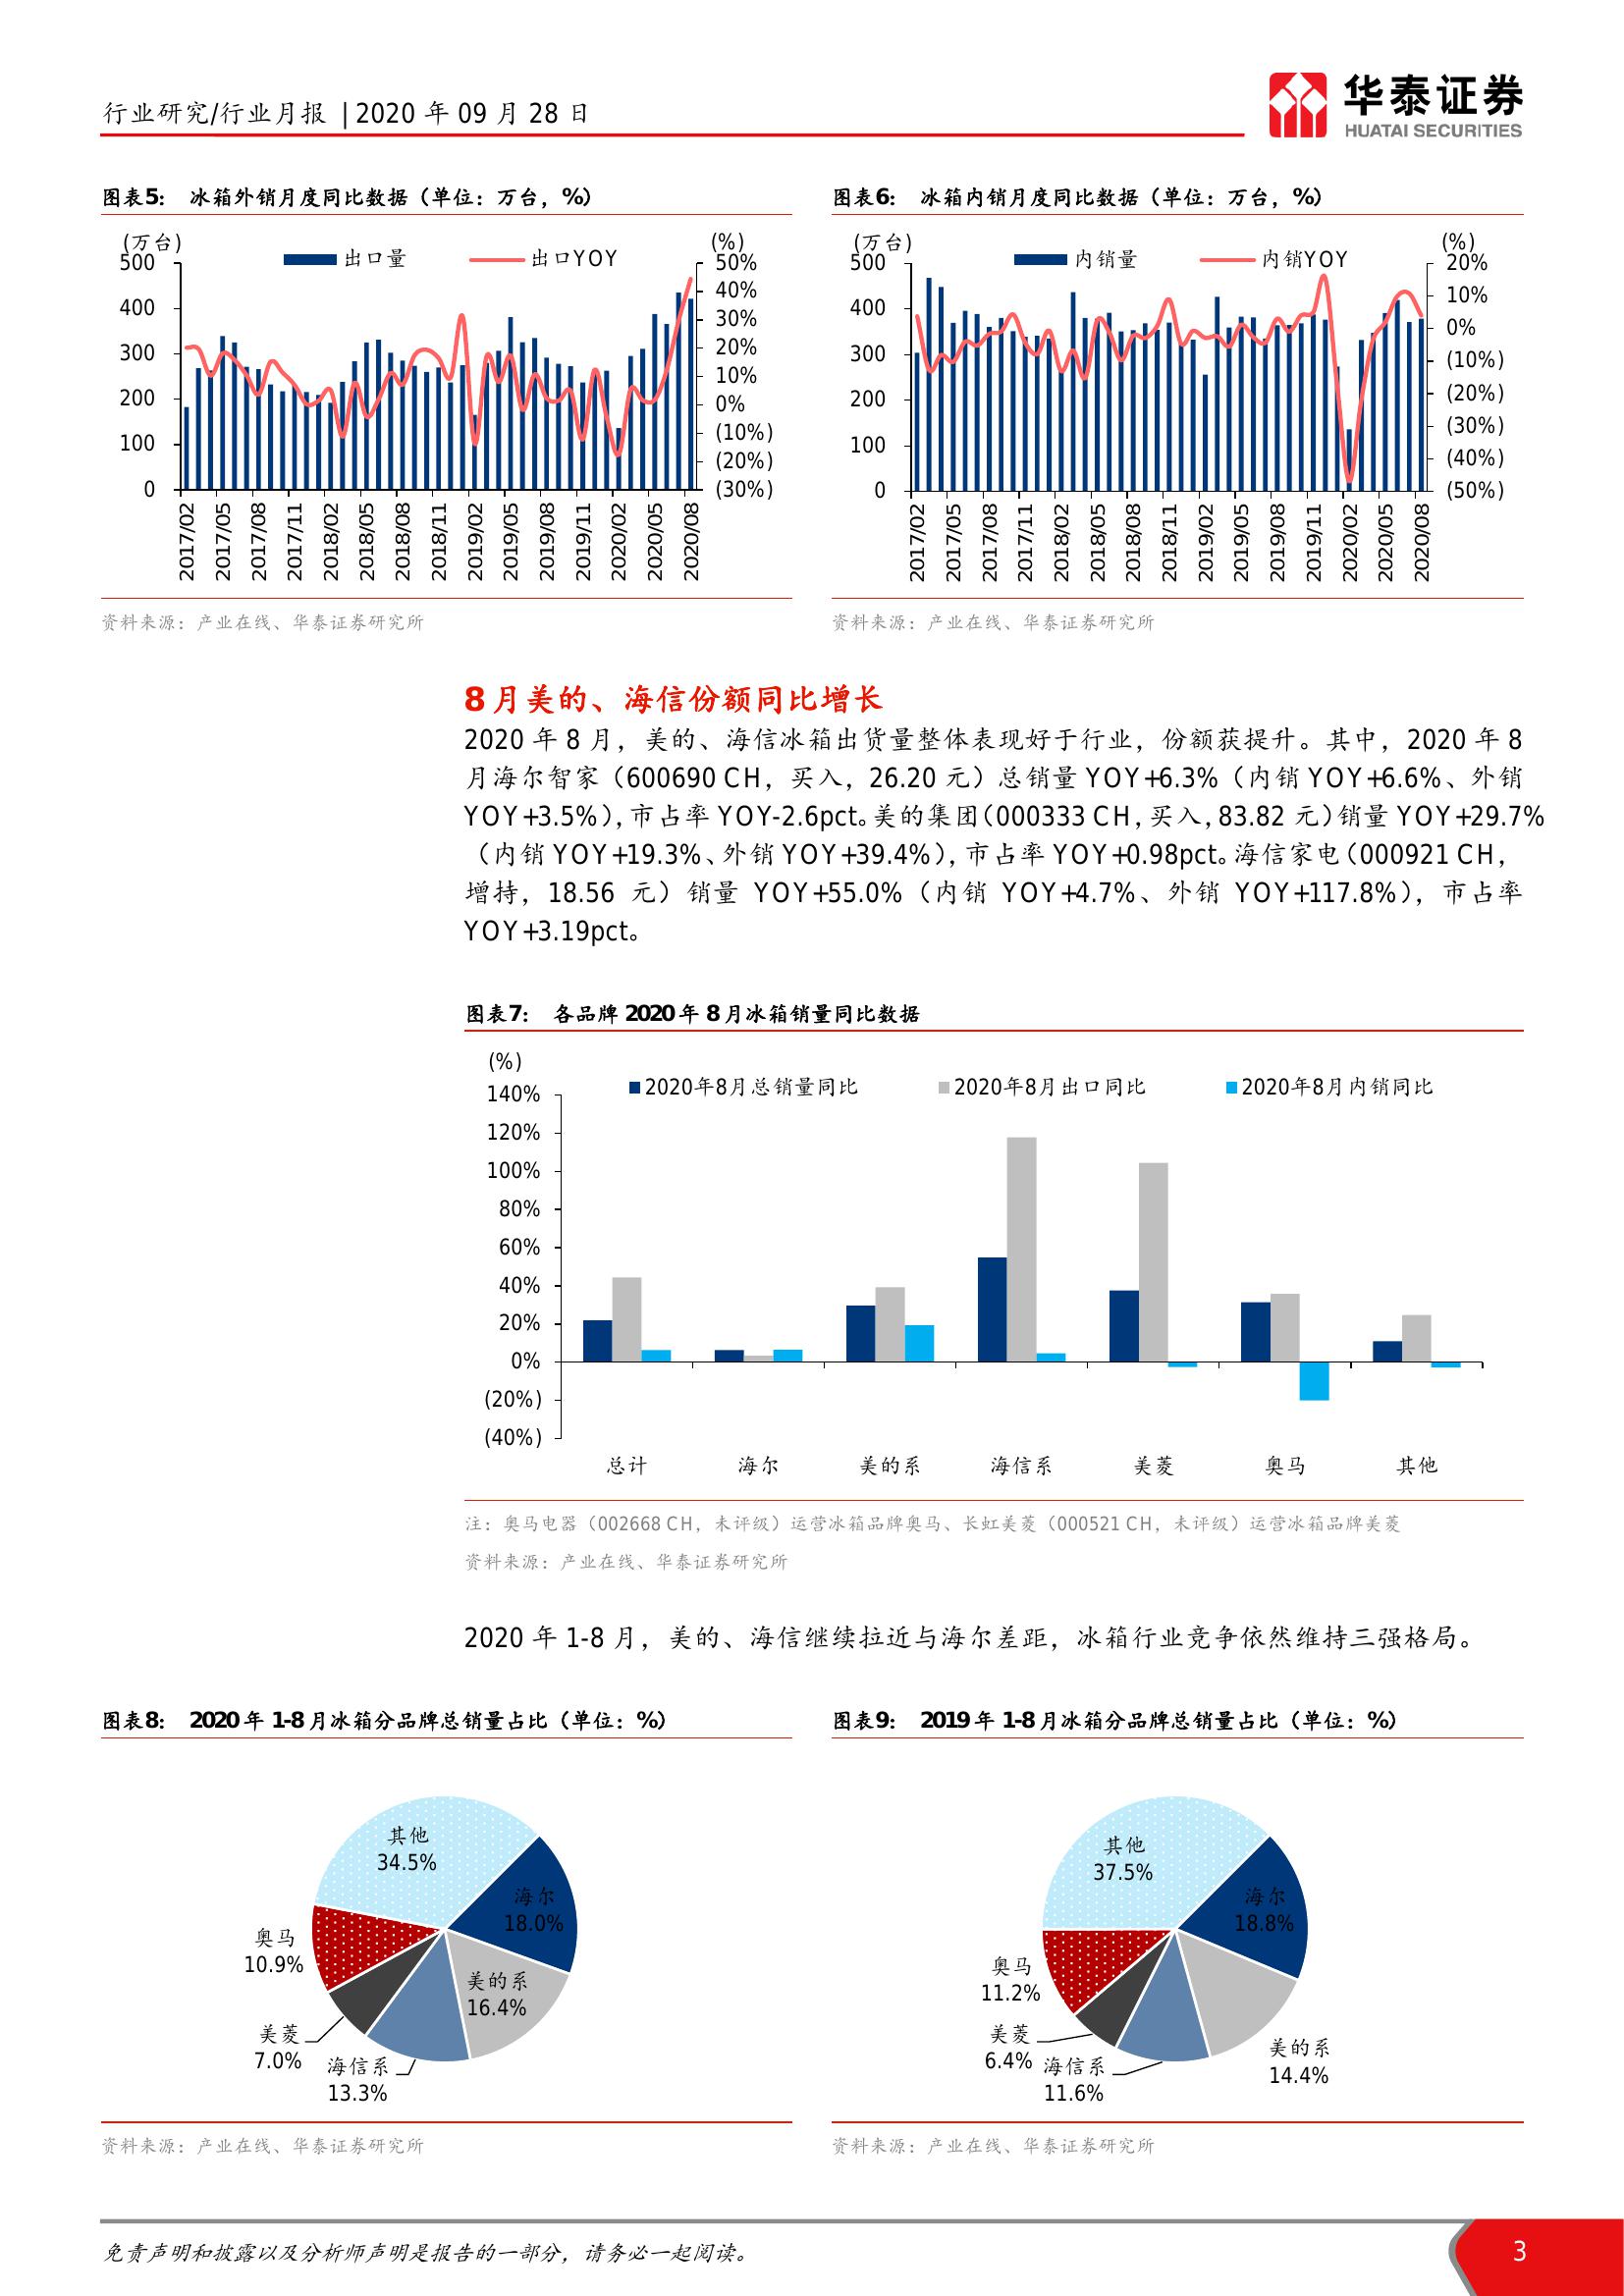 行业研究/行业月报 | 2020 年 09 月 28 日
华泰证券
HUATAI SECURITIES
图表5: 冰箱外销月度同比数据（单位：万台，%）
(万台)
(%)
出口量
出口YOY
500
400
300
200
100
0
50%
40%
30%
20%
10%
0%
(10%)
(20%)
(30%)
2017/02
2017/05
2017/08
2017/11
2018/02
2018/05
2018/08
2018/11
2019/02
2019/05
2019/08
2019/11
2020/02
2020/05
2020/08
资料来源：产业在线、华泰证券研究所
图表6: 冰箱内销月度同比数据（单位：万台，%）
(万台)
(%)
内销量
内销YOY
500
400
300
200
100
0
20%
10%
0%
(10%)
(20%)
(30%)
(40%)
(50%)
2017/02
2017/05
2017/08
2017/11
2018/02
2018/05
2018/08
2018/11
2019/02
2019/05
2019/08
2019/11
2020/02
2020/05
2020/08
资料来源：产业在线、华泰证券研究所
8 月美的、海信份额同比增长
2020 年 8 月，美的、海信冰箱出货量整体表现好于行业，份额获提升。其中，2020 年 8
月海尔智家（600690 CH，买入，26.20 元）总销量 YOY+6.3%（内销 YOY+6.6%、外销
YOY+3.5%），市占率 YOY-2.6pct。美的集团（000333 CH，买入，83.82 元）销量 YOY+29.7%
（内销 YOY+19.3%、外销 YOY+39.4%），市占率 YOY+0.98pct。海信家电（000921 CH，
增持，18.56 元）销量 YOY+55.0%（内销 YOY+4.7%、外销 YOY+117.8%），市占率
YOY+3.19pct。
图表7: 各品牌 2020 年 8 月冰箱销量同比数据
(%)
2020年8月总销量同比
2020年8月出口同比
2020年8月内销同比
140%
120%
100%
80%
60%
40%
20%
0%
(20%)
(40%)
总计
海尔
美的系
海信系
美菱
奥马
其他
注：奥马电器（002668 CH，未评级）运营冰箱品牌奥马、长虹美菱（000521 CH，未评级）运营冰箱品牌美菱
资料来源：产业在线、华泰证券研究所
2020 年 1-8 月，美的、海信继续拉近与海尔差距，冰箱行业竞争依然维持三强格局。
图表8: 2020 年 1-8 月冰箱分品牌总销量占比（单位：%）
其他
34.5%
海尔
18.0%
美的系
16.4%
奥马
10.9%
美菱
7.0%
海信系
13.3%
资料来源：产业在线、华泰证券研究所
图表9: 2019 年 1-8 月冰箱分品牌总销量占比（单位：%）
其他
37.5%
海尔
18.8%
奥马
11.2%
美菱
6.4%
海信系
11.6%
美的系
14.4%
资料来源：产业在线、华泰证券研究所
免责声明和披露以及分析师声明是报告的一部分，请务必一起阅读。
3